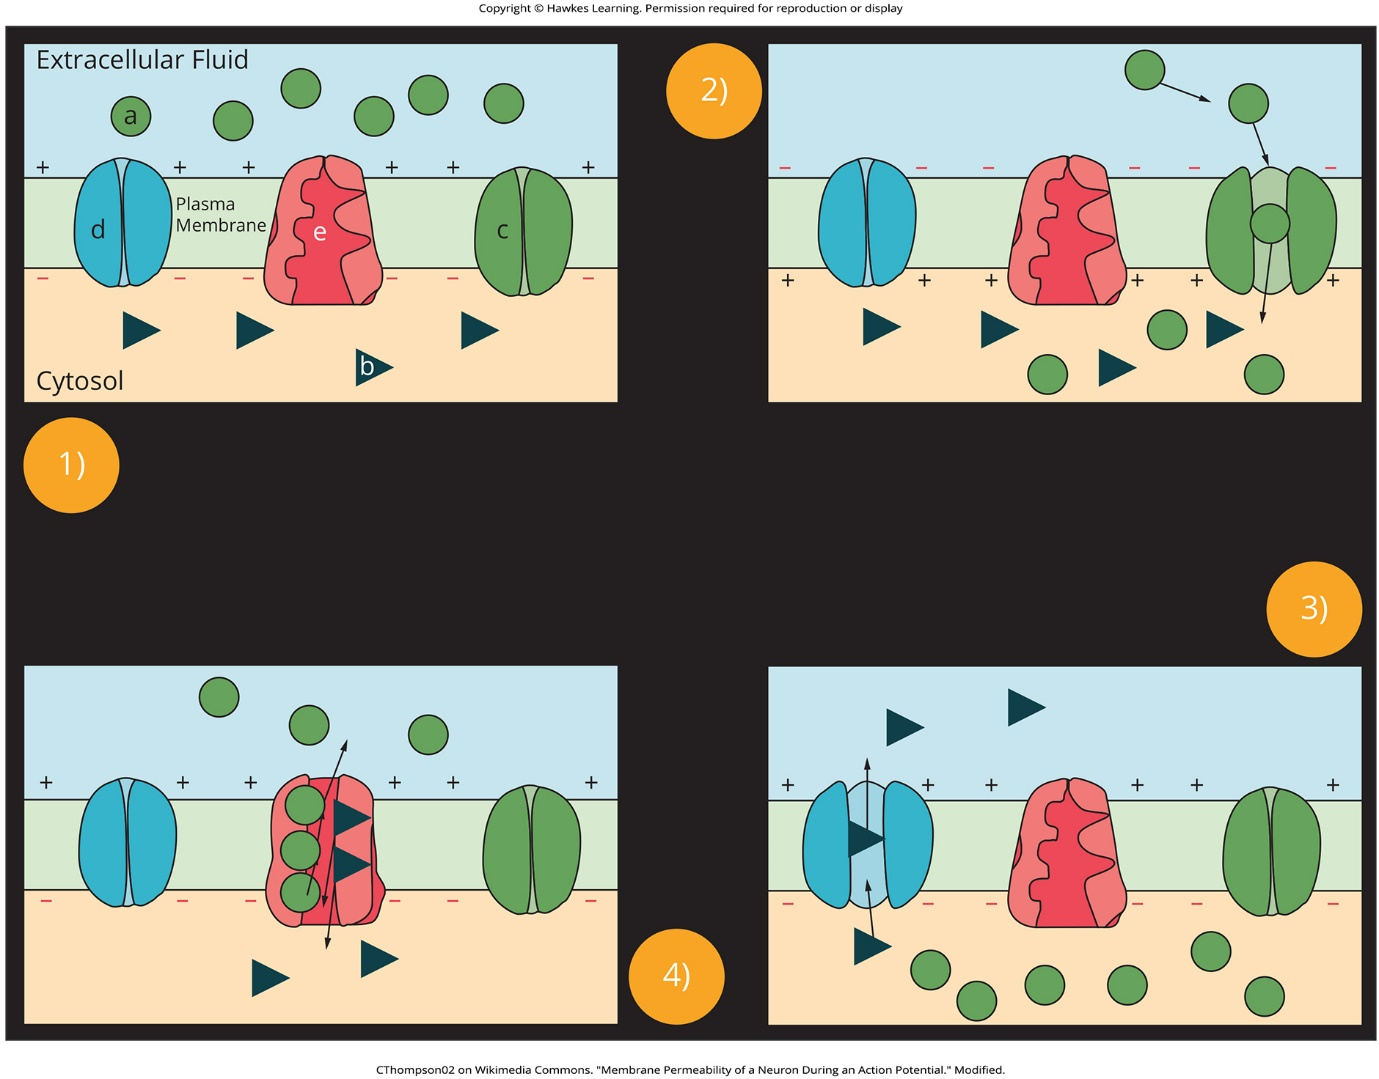 Copyright © Hawkes Learning. Permission required for reproduction or display
Extracellular Fluid
a
+ + + + + +
d
Plasma
Membrane
e
c
− − − − − −
b
Cytosol
1)
2)
− − − − − −
+ + + + + +
3)
+ + + + + +
− − − − − −
4)
+ + + + +
− − − − −
CThompson02 on Wikimedia Commons. "Membrane Permeability of a Neuron During an Action Potential." Modified.